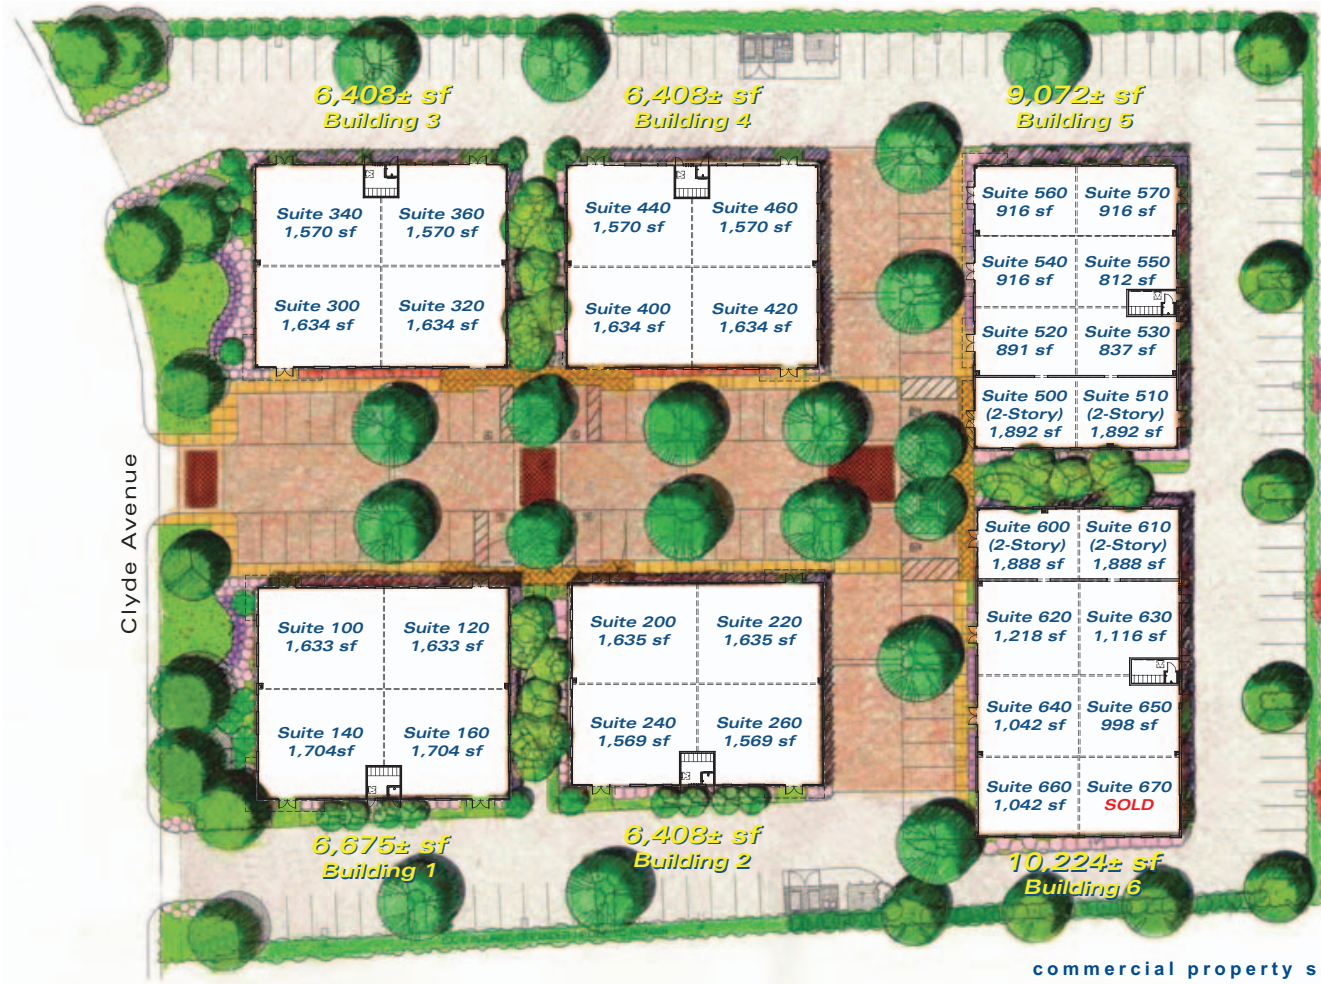 6,408± sf
Building 3
6,408± sf
Building 4
9,072± sf
Building 5
Suite 340
1,570 sf
Suite 360
1,570 sf
Suite 300
1,634 sf
Suite 320
1,634 sf
Suite 440
1,570 sf
Suite 460
1,570 sf
Suite 400
1,634 sf
Suite 420
1,634 sf
Suite 560
916 sf
Suite 570
916 sf
Suite 540
916 sf
Suite 550
812 sf
Suite 520
891 sf
Suite 530
837 sf
Suite 500
(2-Story)
1,892 sf
Suite 510
(2-Story)
1,892 sf
Clyde Avenue
Suite 600
(2-Story)
1,888 sf
Suite 610
(2-Story)
1,888 sf
Suite 620
1,218 sf
Suite 630
1,116 sf
Suite 640
1,042 sf
Suite 650
998 sf
Suite 660
1,042 sf
Suite 670
SOLD
Suite 100
1,633 sf
Suite 120
1,633 sf
Suite 140
1,704sf
Suite 160
1,704 sf
Suite 200
1,635 sf
Suite 220
1,635 sf
Suite 240
1,569 sf
Suite 260
1,569 sf
6,675± sf
Building 1
6,408± sf
Building 2
10,224± sf
Building 6
commercial property s